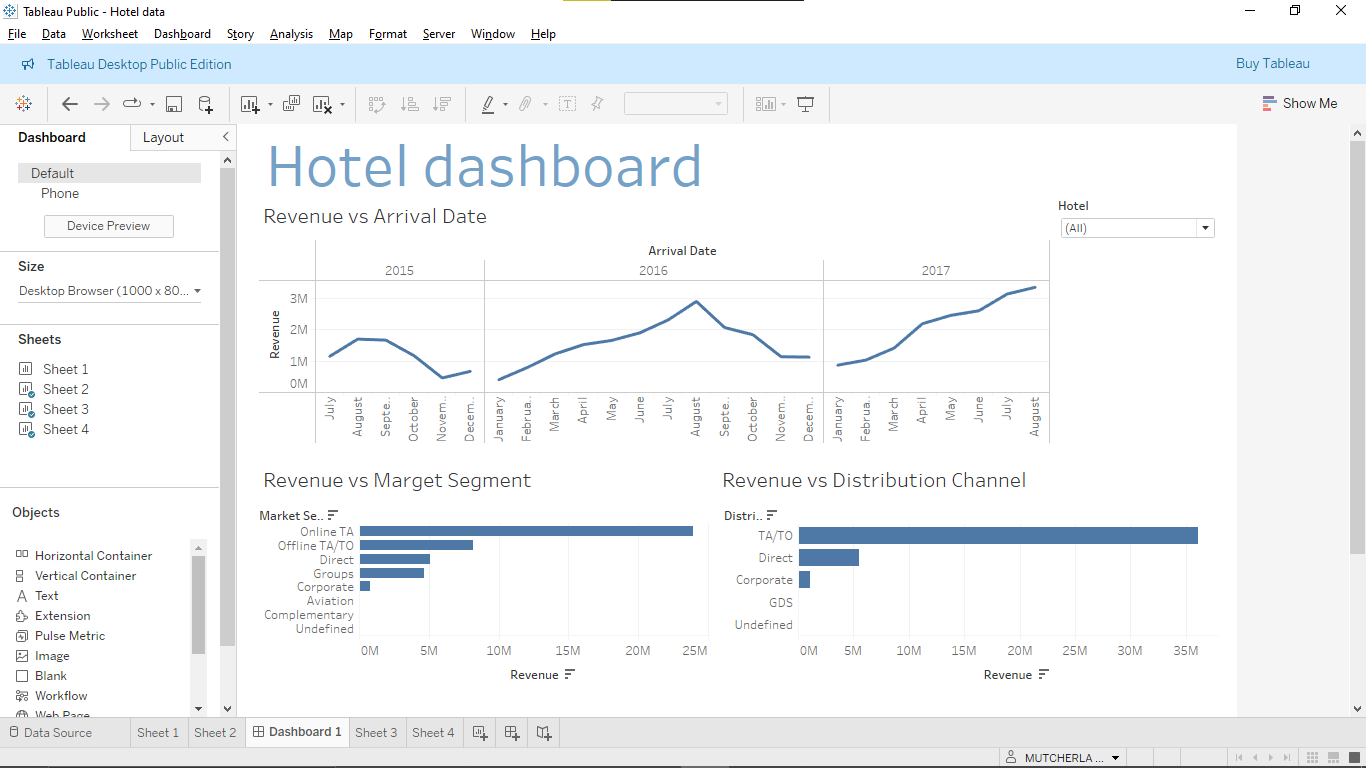 Tableau Public - Hotel data
File Data Worksheet Dashboard Story Analysis Map Format Server Window Help
Tableau Desktop Public Edition
Buy Tableau
Show Me
Dashboard Layout
Default
Phone
Device Preview
Size
Desktop Browser (1000 x 80...
Sheets
Sheet 1
Sheet 2
Sheet 3
Sheet 4
Objects
Horizontal Container
Vertical Container
Text
Extension
Pulse Metric
Image
Blank
Workflow
Web Page
Hotel dashboard
Revenue vs Arrival Date
Hotel
(All)
Arrival Date
2015 2016 2017
Revenue
3M
2M
1M
0M
July August Septe.. October Novem.. Decem.. January Februa.. March April May June July August Septe.. October Novem.. Decem.. January Februa.. March April May June July August
Revenue vs Marget Segment
Market Se..
Online TA
Offline TA/TO
Direct
Groups
Corporate
Aviation
Complementary
Undefined
0M 5M 10M 15M 20M 25M
Revenue
Revenue vs Distribution Channel
Distri..
TA/TO
Direct
Corporate
GDS
Undefined
0M 5M 10M 15M 20M 25M 30M 35M
Revenue
Data Source Sheet 1 Sheet 2 Dashboard 1 Sheet 3 Sheet 4
MUTCHERLA ...